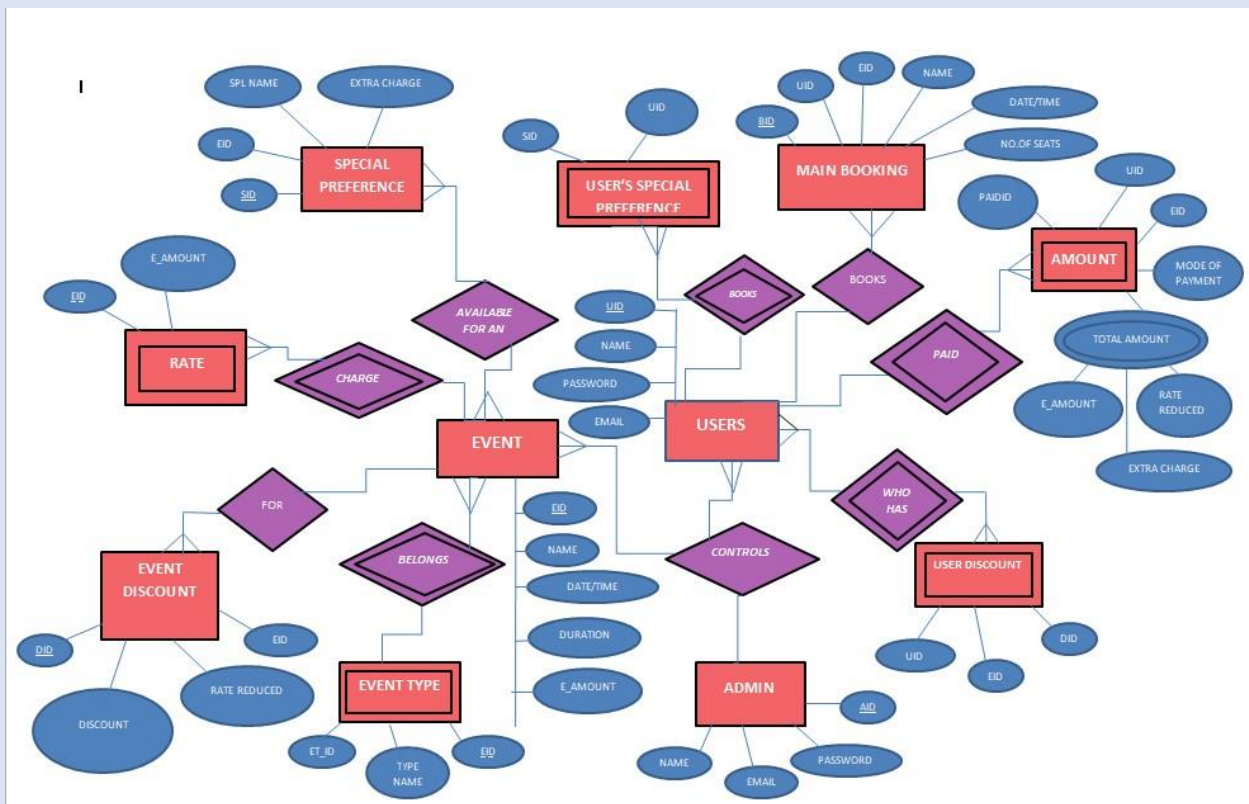 I
SPL NAME
EXTRA CHARGE
EID
SID
SPECIAL
PREFERENCE
SID
UID
USER'S SPECIAL
PREFERENCE
BID
UID
EID
NAME
DATE/TIME
NO.OF SEATS
MAIN BOOKING
PAIDID
UID
EID
MODE OF
PAYMENT
AMOUNT
TOTAL AMOUNT
E_AMOUNT
RATE
REDUCED
EXTRA CHARGE
EID
E_AMOUNT
RATE
CHARGE
AVAILABLE
FOR AN
BOOKS
BOOKS
PAID
UID
NAME
PASSWORD
EMAIL
EVENT
USERS
FOR
BELONGS
CONTROLS
WHO
HAS
EID
NAME
DATE/TIME
DURATION
E_AMOUNT
EVENT
DISCOUNT
DID
DISCOUNT
RATE REDUCED
EID
EVENT TYPE
ET_ID
TYPE
NAME
EID
ADMIN
AID
NAME
EMAIL
PASSWORD
USER DISCOUNT
UID
EID
DID